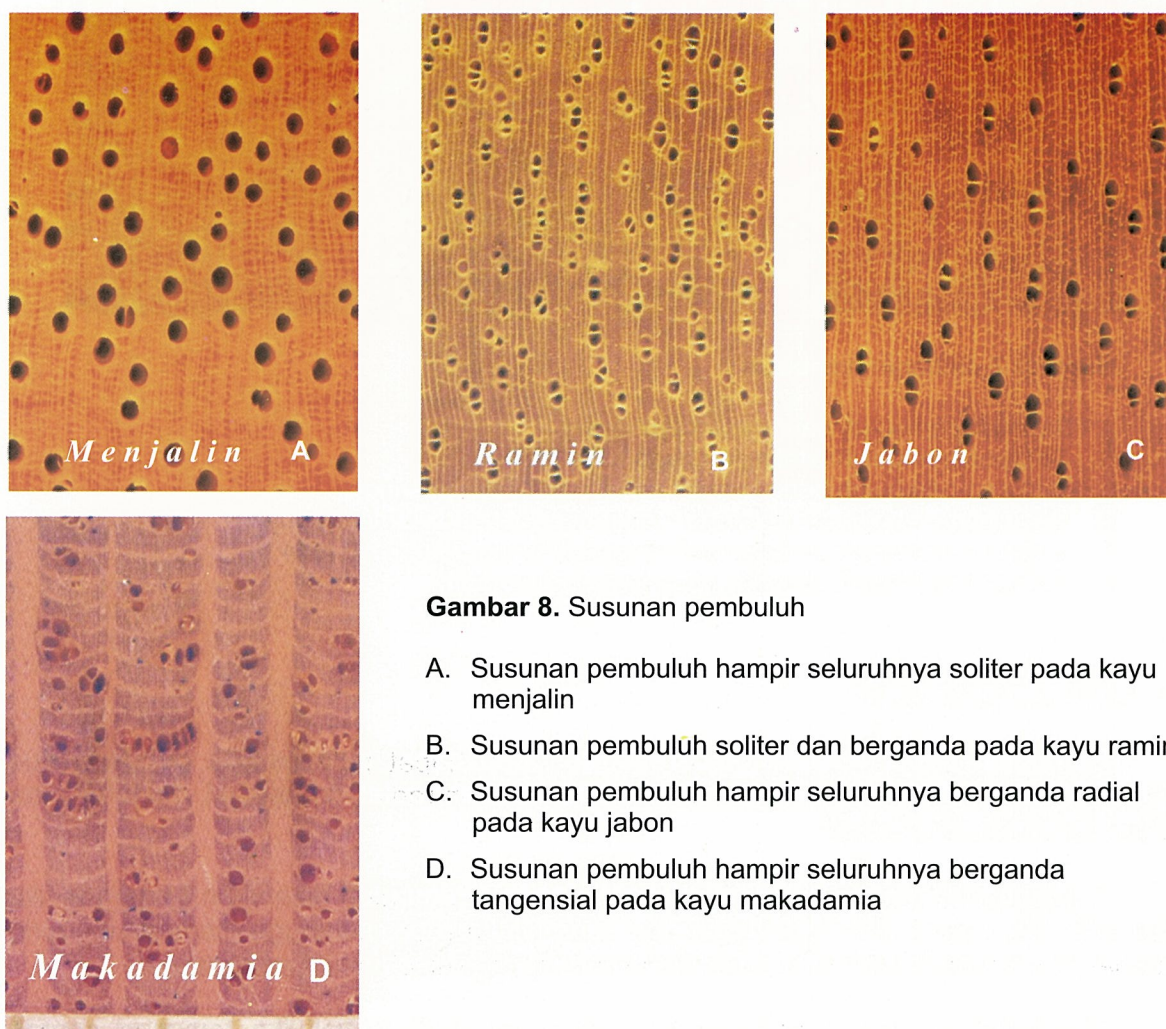 Menjalin A
Ramin B
Jabon C
Makadamia D
Gambar 8. Susunan pembuluh
A. Susunan pembuluh hampir seluruhnya soliter pada kayu
menjalin
B. Susunan pembuluh soliter dan berganda pada kayu ramin
C. Susunan pembuluh hampir seluruhnya berganda radial
pada kayu jabon
D. Susunan pembuluh hampir seluruhnya berganda
tangensial pada kayu makadamia